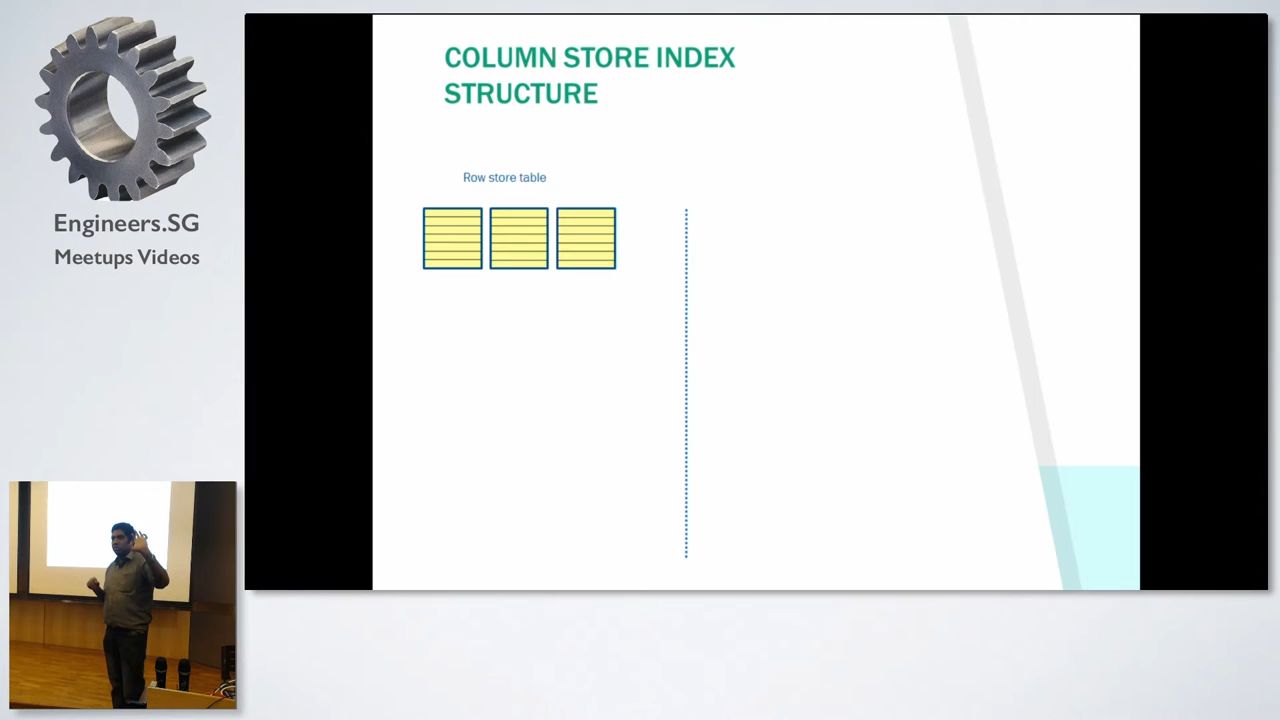 Engineers.SG
Meetups Videos
COLUMN STORE INDEX
STRUCTURE
Row store table